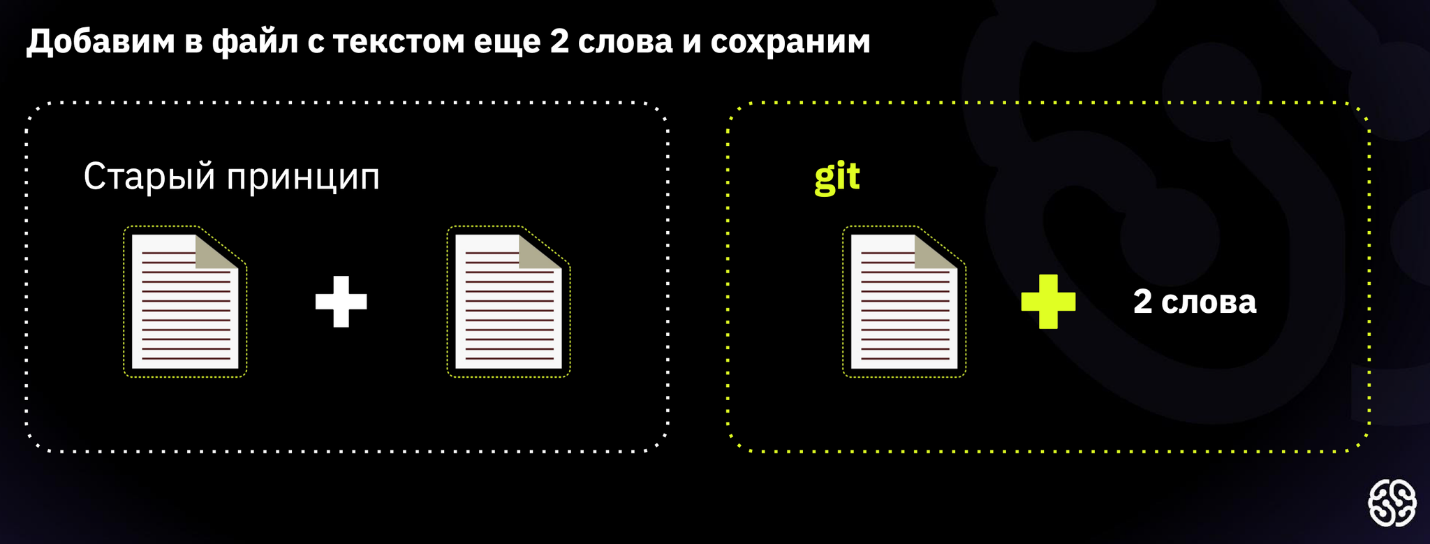 Добавим в файл с текстом еще 2 слова и сохраним
Старый принцип
git
2 слова